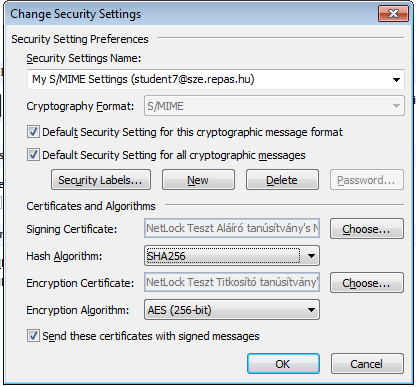 Change Security Settings
Security Setting Preferences
Security Settings Name:
My S/MIME Settings (student7@sze.repas.hu)
Cryptography Format: S/MIME
Default Security Setting for this cryptographic message format
Default Security Setting for all cryptographic messages
Security Labels... New Delete Password...
Certificates and Algorithms
Signing Certificate: NetLock Teszt Aláíró tanúsítvány's N Choose...
Hash Algorithm: SHA256
Encryption Certificate: NetLock Teszt Titkosító tanúsítvány' Choose...
Encryption Algorithm: AES (256-bit)
Send these certificates with signed messages
OK Cancel